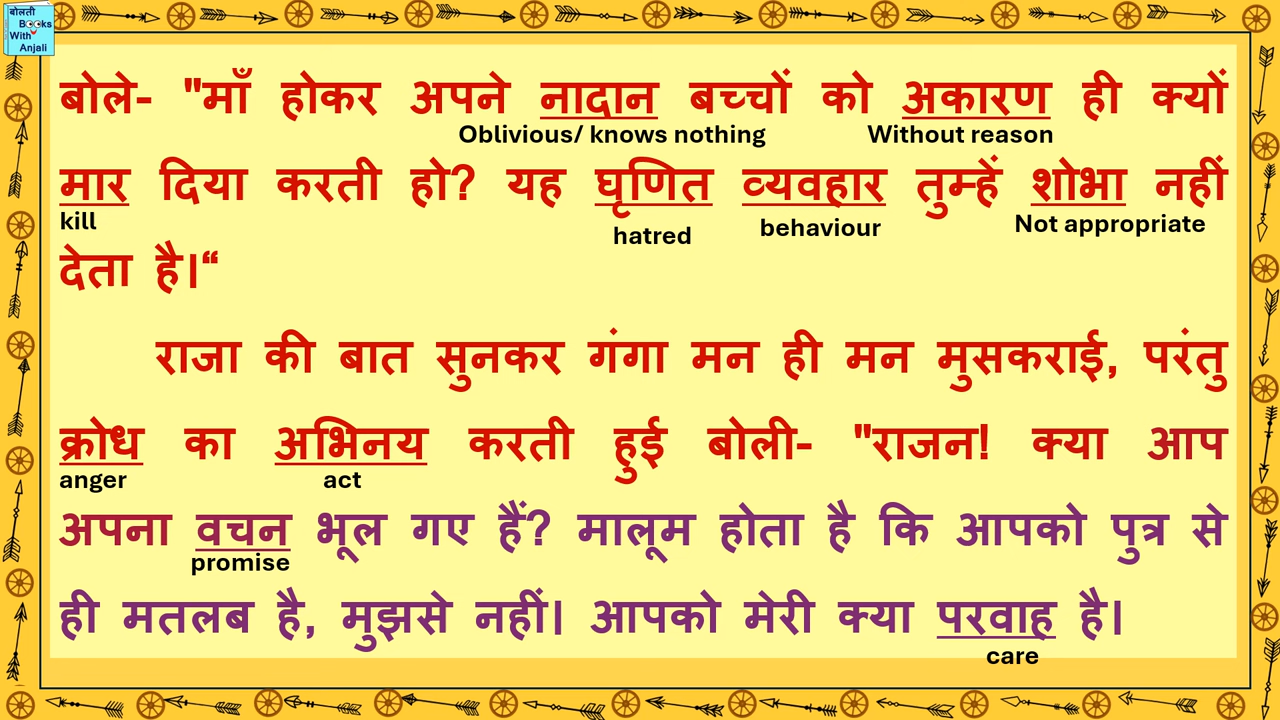 बोलती
Books
With
Anjali
बोले- "माँ होकर अपने नादान बच्चों को अकारण ही क्यों
Oblivious/ knows nothing Without reason
मार दिया करती हो? यह घृणित व्यवहार तुम्हें शोभा नहीं
kill hatred behaviour Not appropriate
देता है।“
राजा की बात सुनकर गंगा मन ही मन मुसकराई, परंतु
क्रोध का अभिनय करती हुई बोली- "राजन! क्या आप
anger act
अपना वचन भूल गए हैं? मालूम होता है कि आपको पुत्र से
promise
ही मतलब है, मुझसे नहीं। आपको मेरी क्या परवाह है।
care